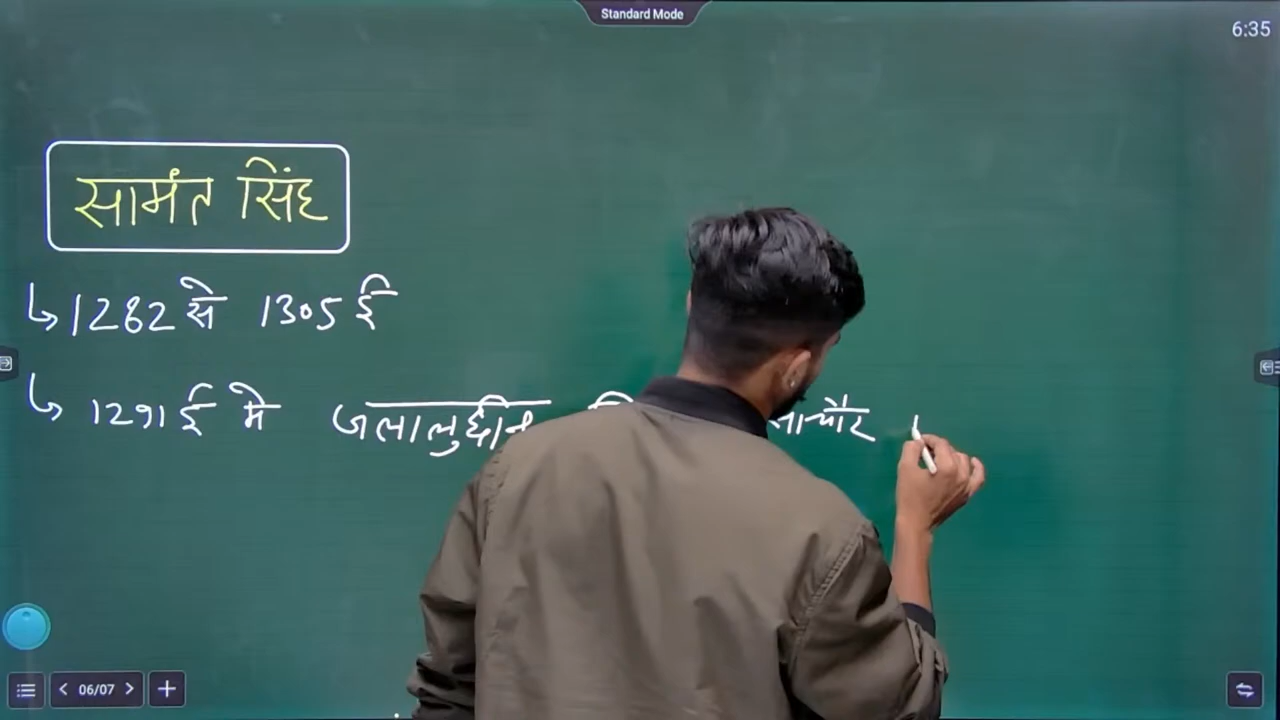 Standard Mode
6:35
सामंत सिंह
↳ 1282 से 1305 ई
↳ 1291 ई मे जलालुद्दीन
06/07